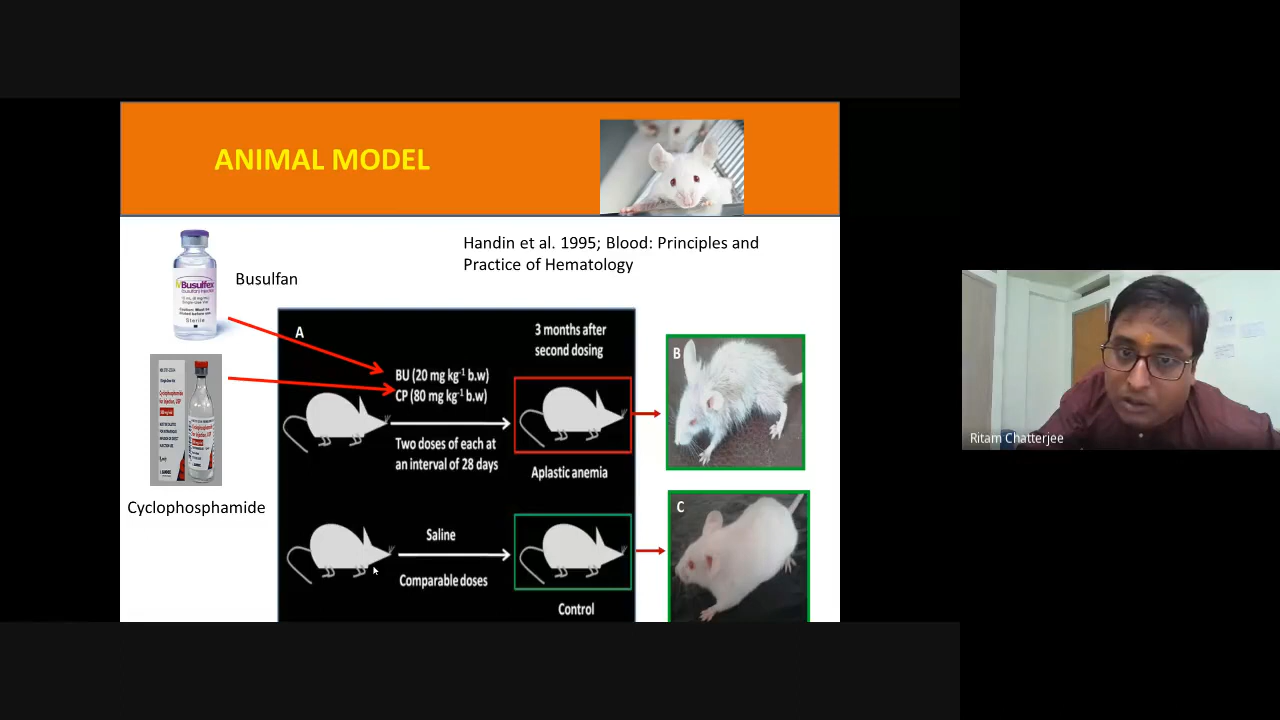 ANIMAL MODEL
Handin et al. 1995; Blood: Principles and
Practice of Hematology
Busulfan
Busulfex
Sterile
Cyclophosphamide
A
3 months after
second dosing
BU (20 mg kg⁻¹ b.w)
CP (80 mg kg⁻¹ b.w)
Two doses of each at
an interval of 28 days
Aplastic anemia
B
Saline
Comparable doses
Control
C
Ritam Chatterjee